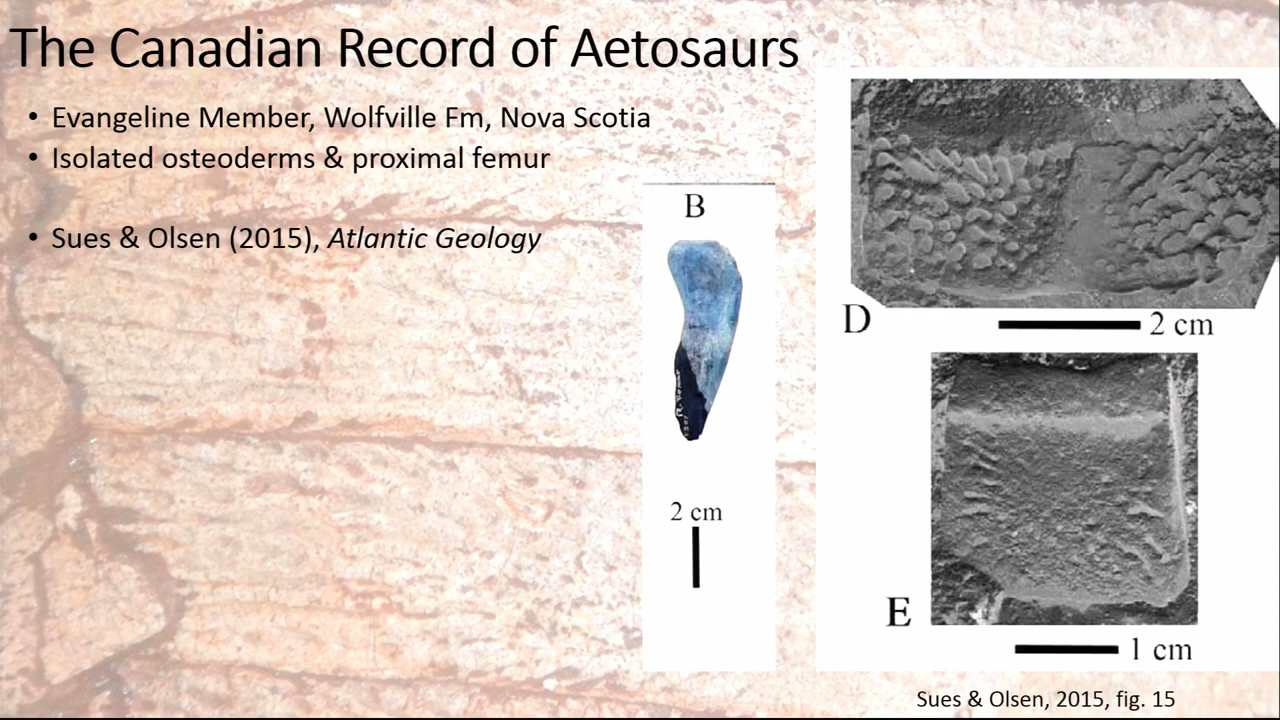 The Canadian Record of Aetosaurs
• Evangeline Member, Wolfville Fm, Nova Scotia
• Isolated osteoderms & proximal femur
• Sues & Olsen (2015), Atlantic Geology
B
2 cm
D
2 cm
E
1 cm
Sues & Olsen, 2015, fig. 15